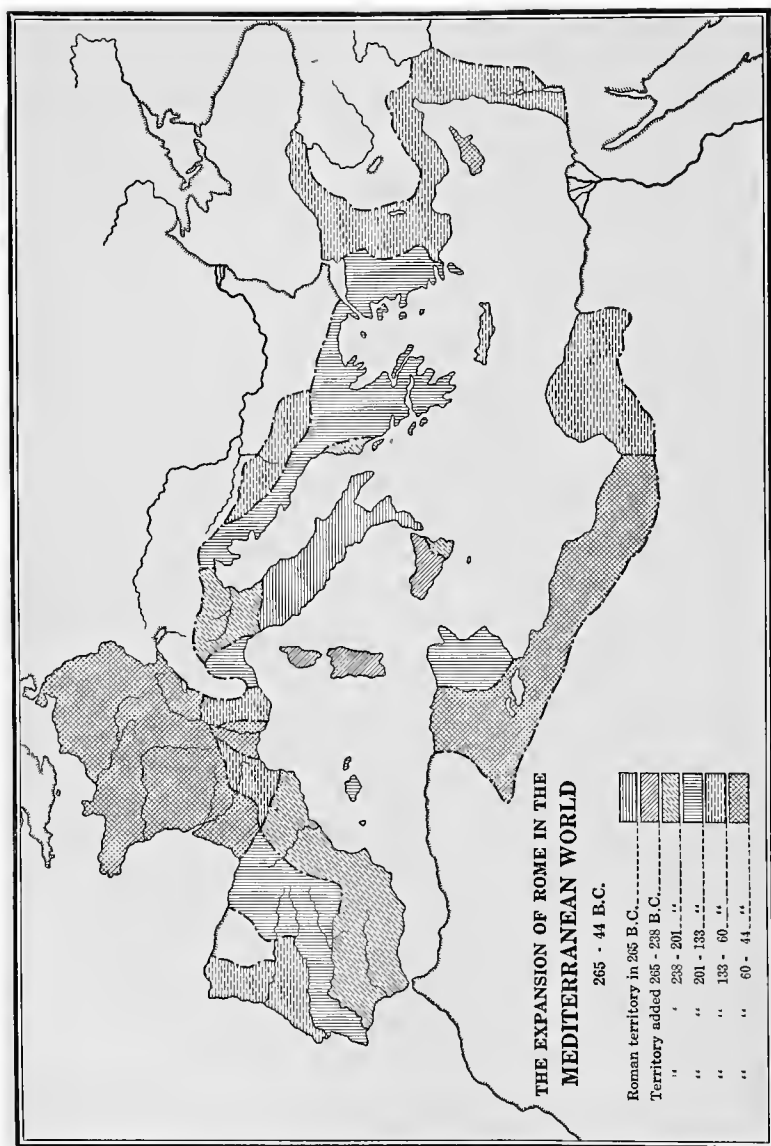 THE EXPANSION OF ROME IN THE
MEDITERRANEAN WORLD
265 - 44 B.C.
Roman territory in 265 B.C.
Territory added 265 - 238 B.C.
" " 238 - 201 "
" " 201 - 133 "
" " 133 - 60 "
" " 60 - 44 "